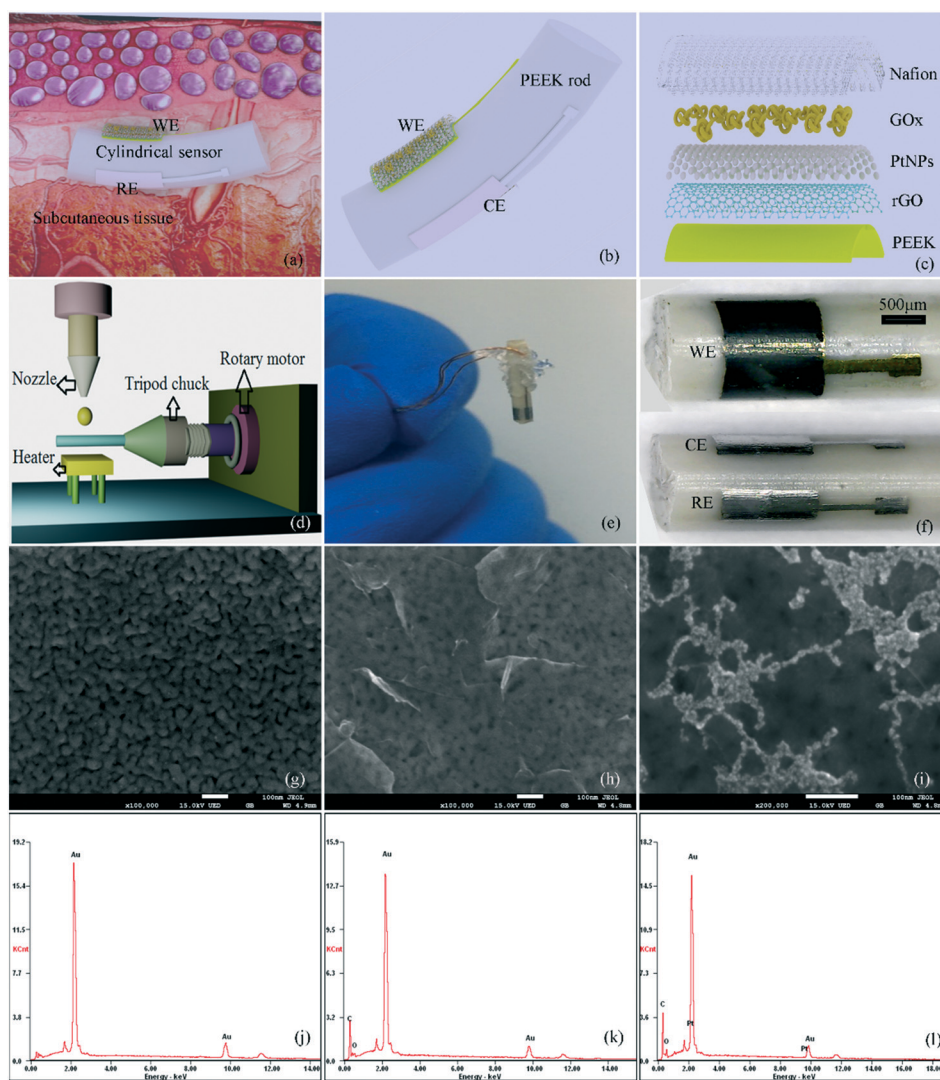 WE
Cylindrical sensor
RE
Subcutaneous tissue
(a)
PEEK rod
WE
CE
(b)
Nafion
GOx
PtNPs
rGO
PEEK
(c)
Nozzle
Tripod chuck
Rotary motor
Heater
(d)
(e)
500μm
WE
CE
RE
(f)
(g)
x100,000 15.0kV UED GB 100nm JEOL WD 4.9mm
(h)
x100,000 15.0kV UED GB 100nm JEOL WD 4.8mm
(i)
x200,000 15.0kV UED GB 100nm JEOL WD 4.8mm
19.2
15.4
11.5
7.7
3.8
0.0
KCnt
Au
Au
(j)
0.00 2.00 4.00 6.00 8.00 10.00 12.00 14.00
Energy - keV
15.9
12.7
9.5
6.3
3.2
0.0
KCnt
Au
C
O
Au
(k)
0.00 2.00 4.00 6.00 8.00 10.00 12.00 14.00 16.00
Energy - keV
18.2
14.5
10.9
7.3
3.6
0.0
KCnt
Au
C
O
Pt
Au
Pt
(l)
0.00 2.00 4.00 6.00 8.00 10.00 12.00 14.00 16.00 18.0
Energy - keV